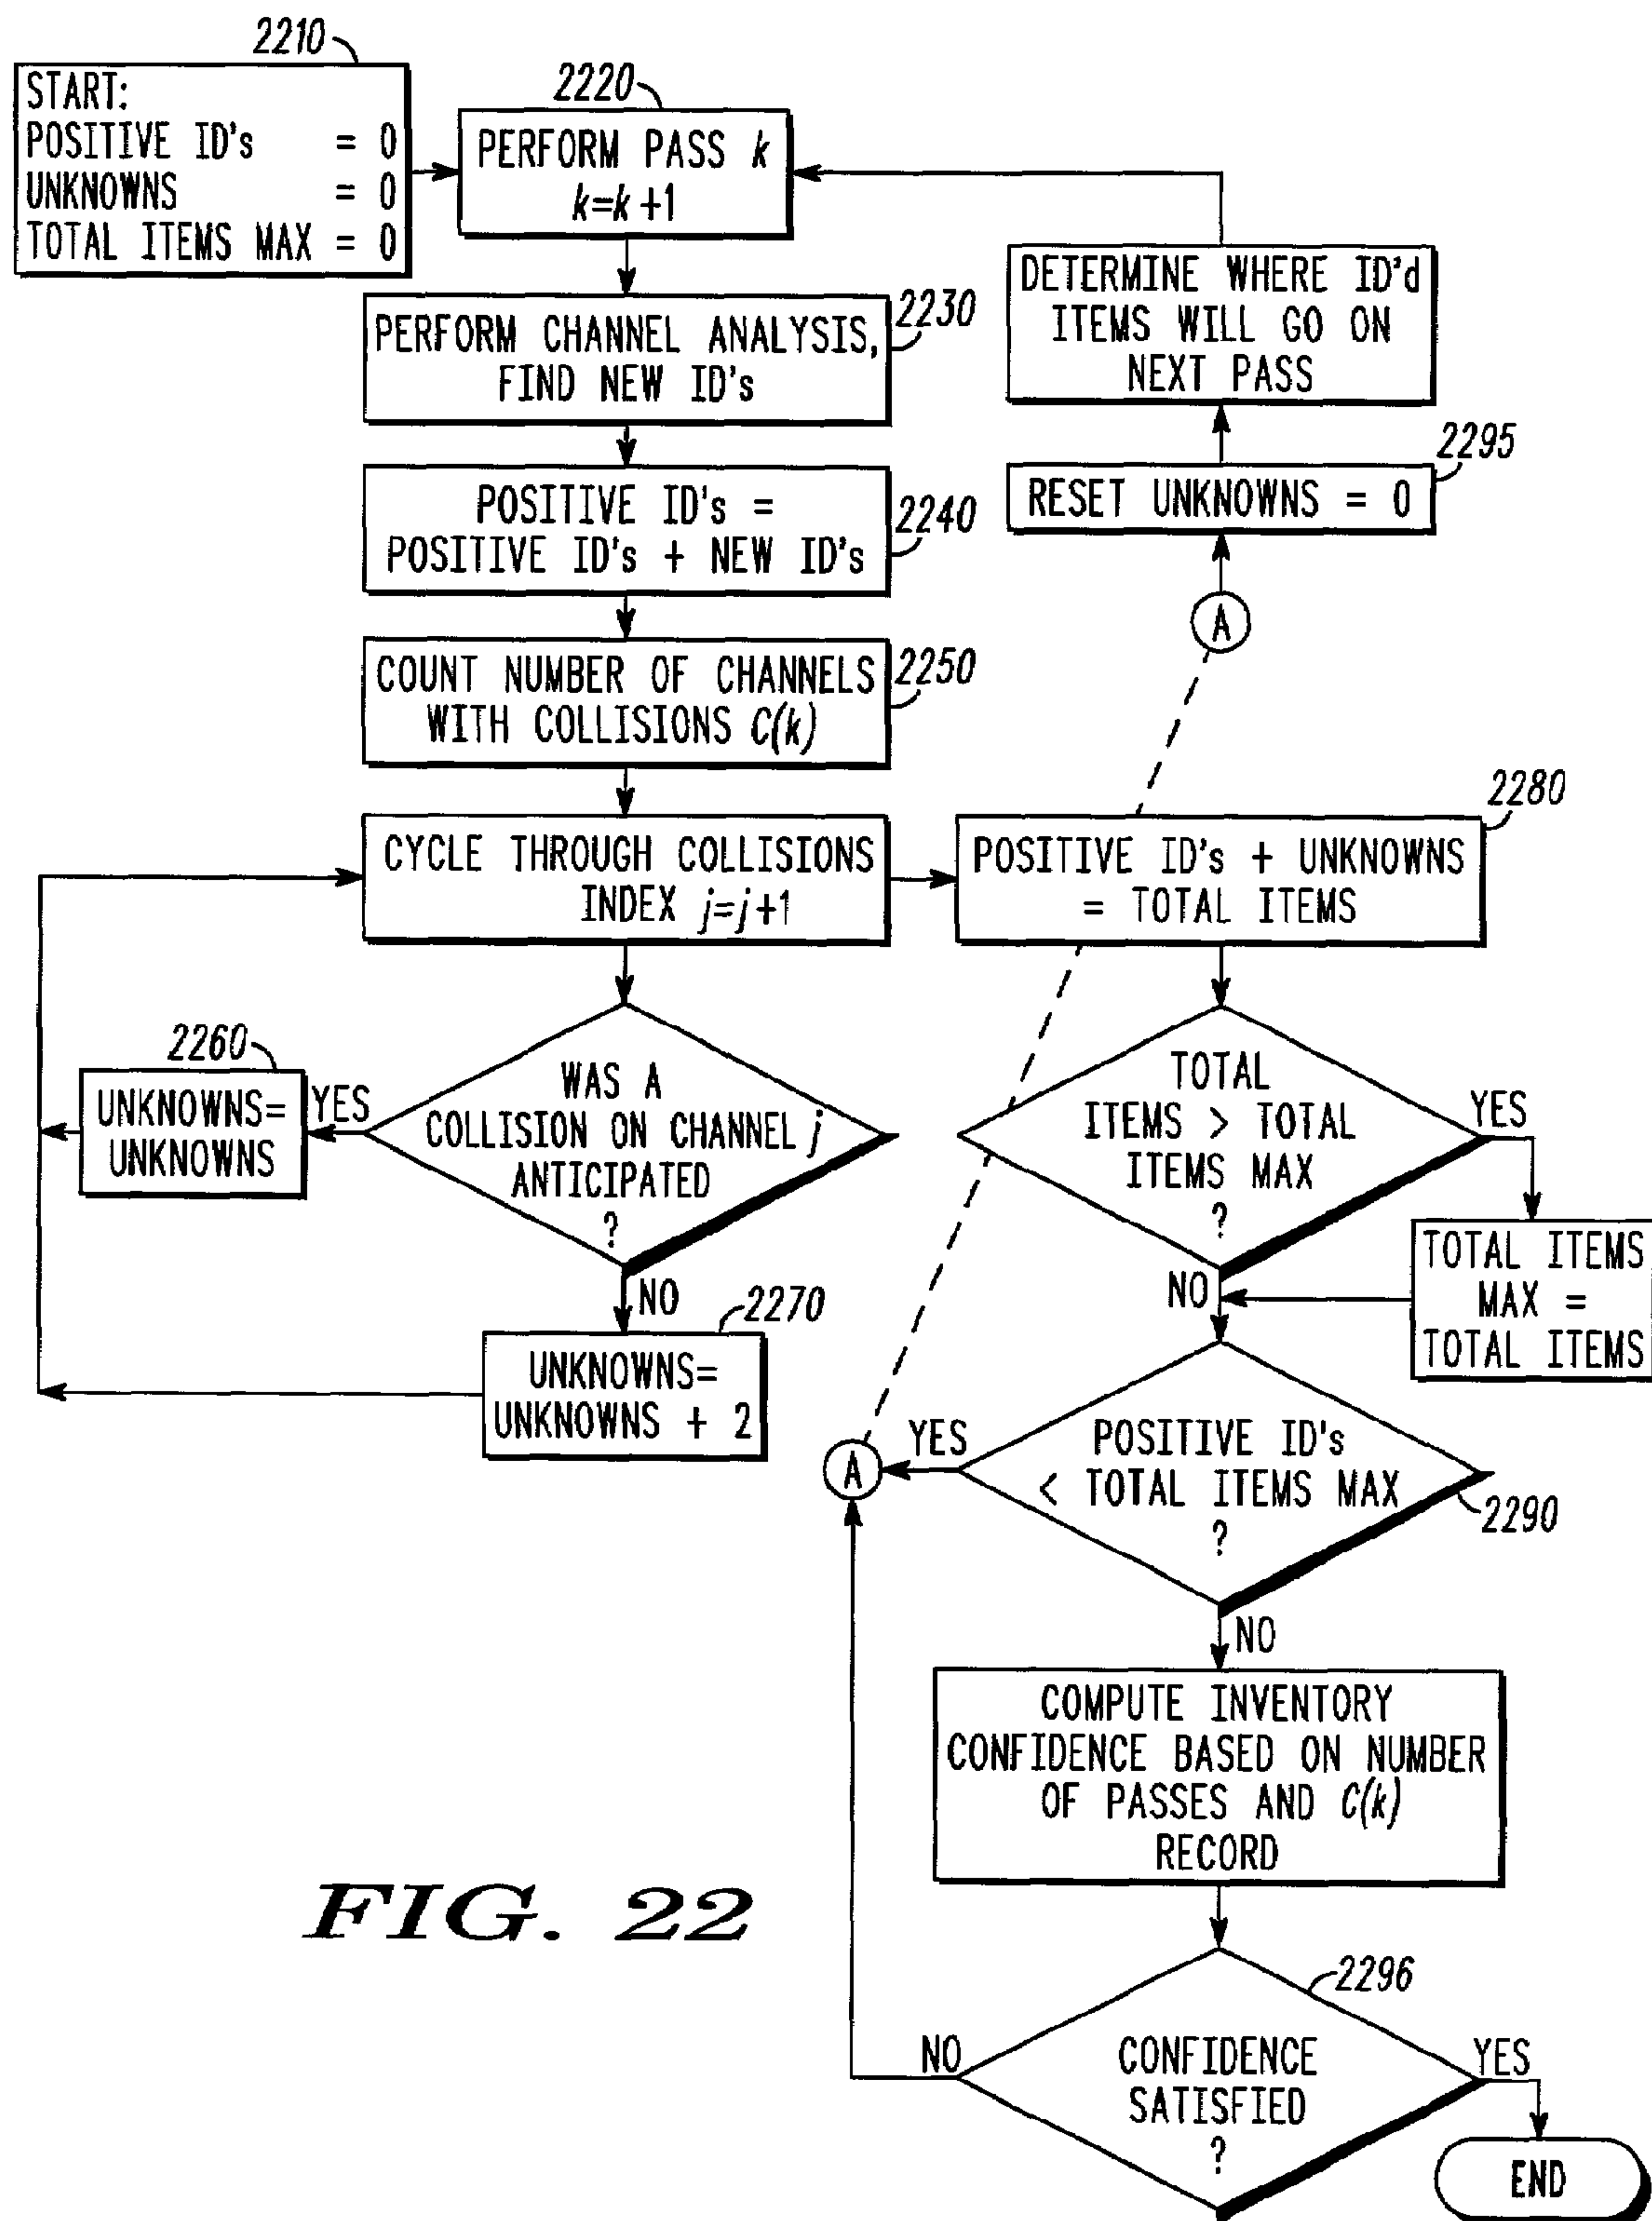 2210
START:
POSITIVE ID's = 0
UNKNOWNS = 0
TOTAL ITEMS MAX = 0
2220
PERFORM PASS k
k=k+1
2230
PERFORM CHANNEL ANALYSIS,
FIND NEW ID's
2240
POSITIVE ID's =
POSITIVE ID's + NEW ID's
2250
COUNT NUMBER OF CHANNELS
WITH COLLISIONS C(k)
CYCLE THROUGH COLLISIONS
INDEX j=j+1
WAS A
COLLISION ON CHANNEL j
ANTICIPATED
?
YES
2260
UNKNOWNS=
UNKNOWNS
NO
2270
UNKNOWNS=
UNKNOWNS + 2
DETERMINE WHERE ID'd
ITEMS WILL GO ON
NEXT PASS
2295
RESET UNKNOWNS = 0
A
2280
POSITIVE ID's + UNKNOWNS
= TOTAL ITEMS
TOTAL
ITEMS > TOTAL
ITEMS MAX
?
YES
TOTAL ITEMS
MAX =
TOTAL ITEMS
NO
POSITIVE ID's
< TOTAL ITEMS MAX
?
2290
YES
A
NO
COMPUTE INVENTORY
CONFIDENCE BASED ON NUMBER
OF PASSES AND C(k)
RECORD
2296
CONFIDENCE
SATISFIED
?
NO
YES
END
FIG. 22